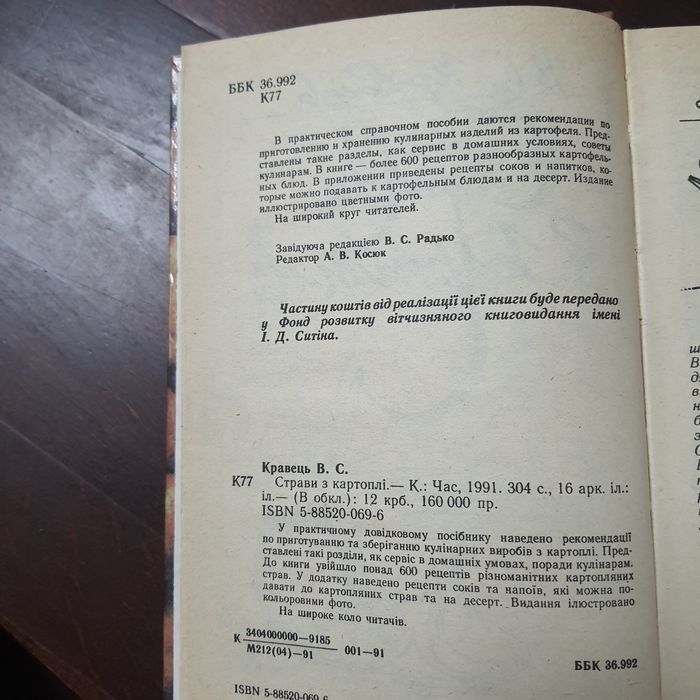 ББК 36.992
К77
В практическом справочном пособии даются рекомендации по
приготовлению и хранению кулинарных изделий из картофеля. Пред-
ставлены такие разделы, как сервис в домашних условиях, советы
кулинарам. В книге — более 600 рецептов разнообразных картофель-
ных блюд. В приложении приведены рецепты соков и напитков, ко-
торые можно подавать к картофельным блюдам и на десерт. Издание
иллюстрировано цветными фото.
На широкий круг читателей.
Завідуюча редакцією В. С. Радько
Редактор А. В. Косюк
Частину коштів від реалізації цієї книги буде передано
у Фонд розвитку вітчизняного книговидання імені
І. Д. Ситіна.
Кравець В. С.
К77 Страви з картоплі.— К.: Час, 1991. 304 с., 16 арк. іл.:
іл.— (В обкл.): 12 крб., 160 000 пр.
ISBN 5-88520-069-6
У практичному довідковому посібнику наведено рекомендації
по приготуванню та зберіганню кулінарних виробів з картоплі. Пред-
ставлені такі розділи, як сервіс в домашніх умовах, поради кулінарам.
До книги увійшло понад 600 рецептів різноманітних картопляних
страв. У додатку наведено рецепти соків та напоїв, які можна по-
давати до картопляних страв та на десерт. Видання ілюстровано
кольоровими фото.
На широке коло читачів.
К 3404000000—9185 001—91
М212(04)—91
ББК 36.992
ISBN 5-88520-069-6